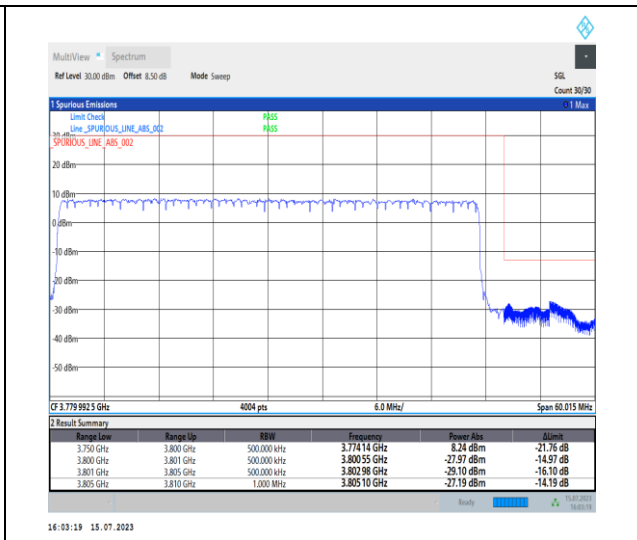 MultiView Spectrum
Ref Level 30.00 dBm Offset 8.50 dB Mode Sweep SGL
Count 30/30
1 Spurious Emissions 1 Max
Limit Check PASS
Line _SPURIOUS_LINE_ABS_002 PASS
30 dBm
_SPURIOUS_LINE_ABS_002
20 dBm
10 dBm
0 dBm
-10 dBm
-20 dBm
-30 dBm
-40 dBm
-50 dBm
CF 3.779 992 5 GHz 4004 pts 6.0 MHz/ Span 60.015 MHz
2 Result Summary
Range Low Range Up RBW Frequency Power Abs ΔLimit
3.750 GHz 3.800 GHz 500.000 kHz 3.774 14 GHz 8.24 dBm -21.76 dB
3.800 GHz 3.801 GHz 500.000 kHz 3.800 55 GHz -27.97 dBm -14.97 dB
3.801 GHz 3.805 GHz 500.000 kHz 3.802 98 GHz -29.10 dBm -16.10 dB
3.805 GHz 3.810 GHz 1.000 MHz 3.805 10 GHz -27.19 dBm -14.19 dB
Ready 15.07.2023
16:03:19
16:03:19 15.07.2023